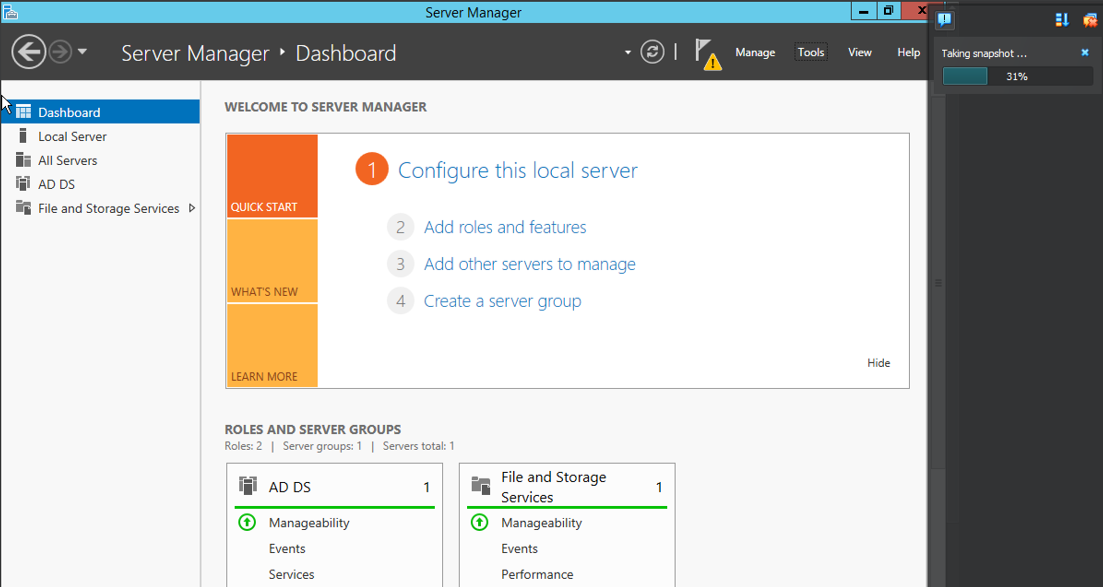 Server Manager
Server Manager Dashboard
Manage Tools View Help
Taking snapshot ...
31%
Dashboard
Local Server
All Servers
AD DS
File and Storage Services
WELCOME TO SERVER MANAGER
QUICK START
WHAT'S NEW
LEARN MORE
1 Configure this local server
2 Add roles and features
3 Add other servers to manage
4 Create a server group
Hide
ROLES AND SERVER GROUPS
Roles: 2 | Server groups: 1 | Servers total: 1
AD DS 1
Manageability
Events
Services
File and Storage
Services 1
Manageability
Events
Performance